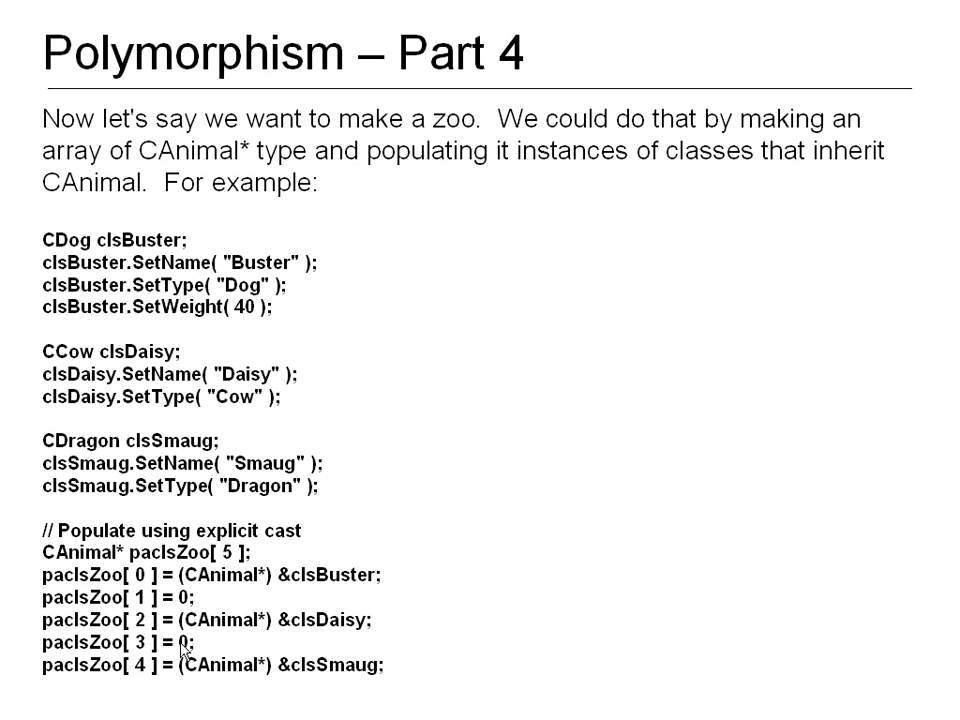 Polymorphism – Part 4
Now let's say we want to make a zoo.  We could do that by making an
array of CAnimal* type and populating it instances of classes that inherit
CAnimal.  For example:
CDog clsBuster;
clsBuster.SetName( "Buster" );
clsBuster.SetType( "Dog" );
clsBuster.SetWeight( 40 );
CCow clsDaisy;
clsDaisy.SetName( "Daisy" );
clsDaisy.SetType( "Cow" );
CDragon clsSmaug;
clsSmaug.SetName( "Smaug" );
clsSmaug.SetType( "Dragon" );
// Populate using explicit cast
CAnimal* paclsZoo[ 5 ];
paclsZoo[ 0 ] = (CAnimal*) &clsBuster;
paclsZoo[ 1 ] = 0;
paclsZoo[ 2 ] = (CAnimal*) &clsDaisy;
paclsZoo[ 3 ] = 0;
paclsZoo[ 4 ] = (CAnimal*) &clsSmaug;